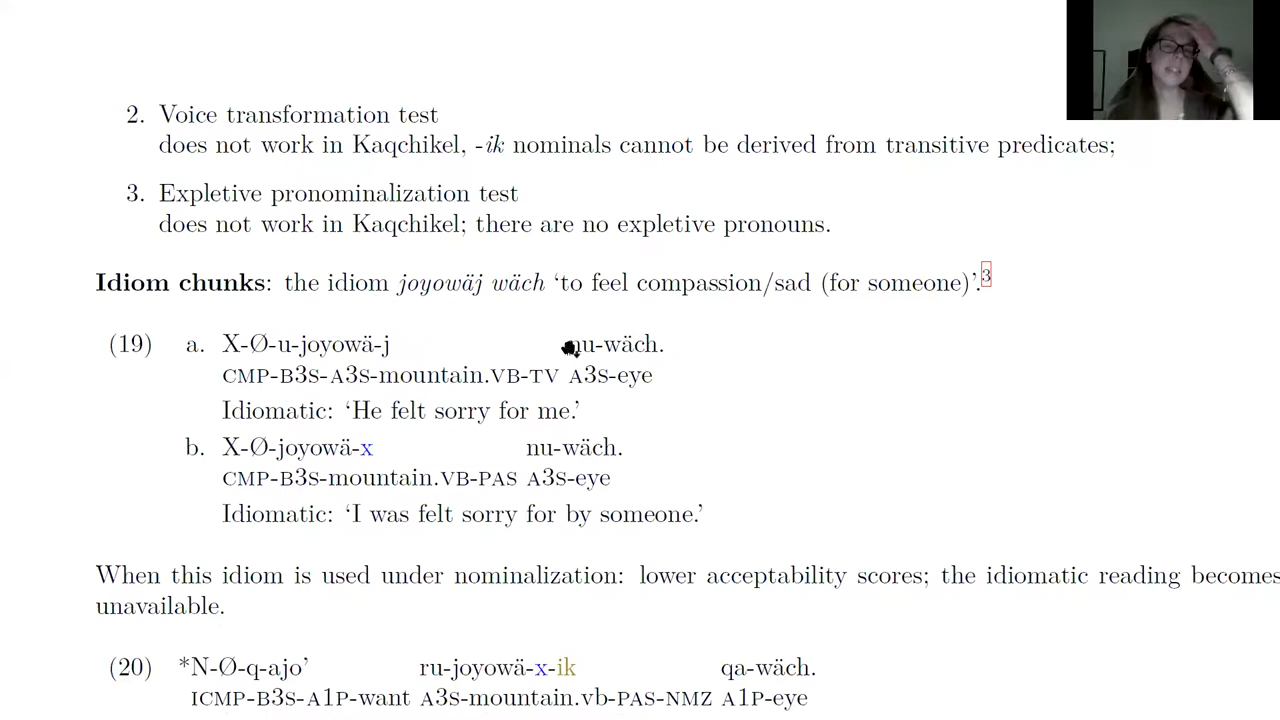 2. Voice transformation test
does not work in Kaqchikel, -ik nominals cannot be derived from transitive predicates;
3. Expletive pronominalization test
does not work in Kaqchikel; there are no expletive pronouns.
Idiom chunks: the idiom joyowäj wäch ‘to feel compassion/sad (for someone)’.3
(19) a. X-Ø-u-joyowä-j nu-wäch.
CMP-B3S-A3S-mountain.VB-TV A3S-eye
Idiomatic: ‘He felt sorry for me.’
b. X-Ø-joyowä-x nu-wäch.
CMP-B3S-mountain.VB-PAS A3S-eye
Idiomatic: ‘I was felt sorry for by someone.’
When this idiom is used under nominalization: lower acceptability scores; the idiomatic reading becomes
unavailable.
(20) *N-Ø-q-ajo’ ru-joyowä-x-ik qa-wäch.
ICMP-B3S-A1P-want A3S-mountain.vb-PAS-NMZ A1P-eye